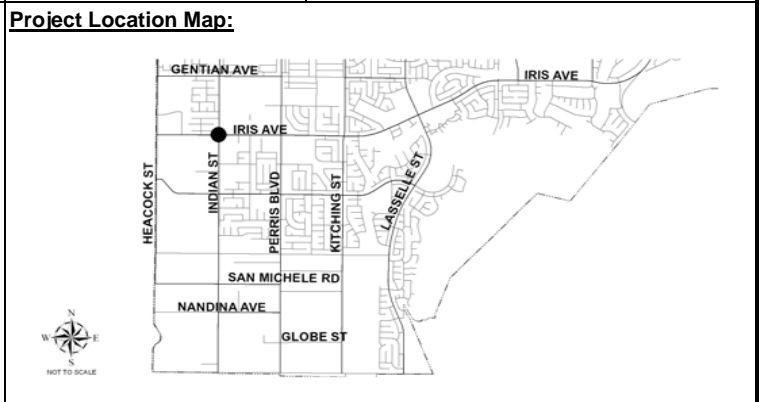 Project Location Map:
GENTIAN AVE
IRIS AVE
IRIS AVE
HEACOCK ST
INDIAN ST
PERRIS BLVD
KITCHING ST
LASSELLE ST
SAN MICHELE RD
NANDINA AVE
GLOBE ST
N
W E
S
NOT TO SCALE